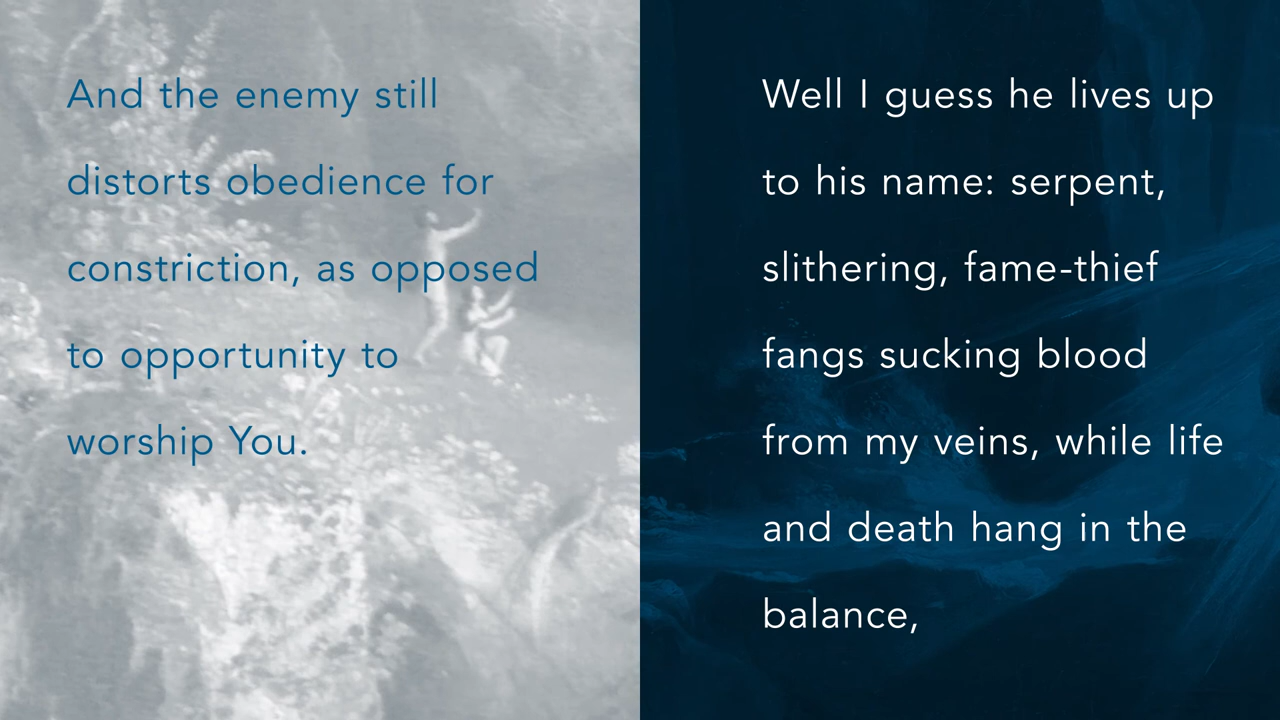 And the enemy still
distorts obedience for
constriction, as opposed
to opportunity to
worship You.
Well I guess he lives up
to his name: serpent,
slithering, fame-thief
fangs sucking blood
from my veins, while life
and death hang in the
balance,